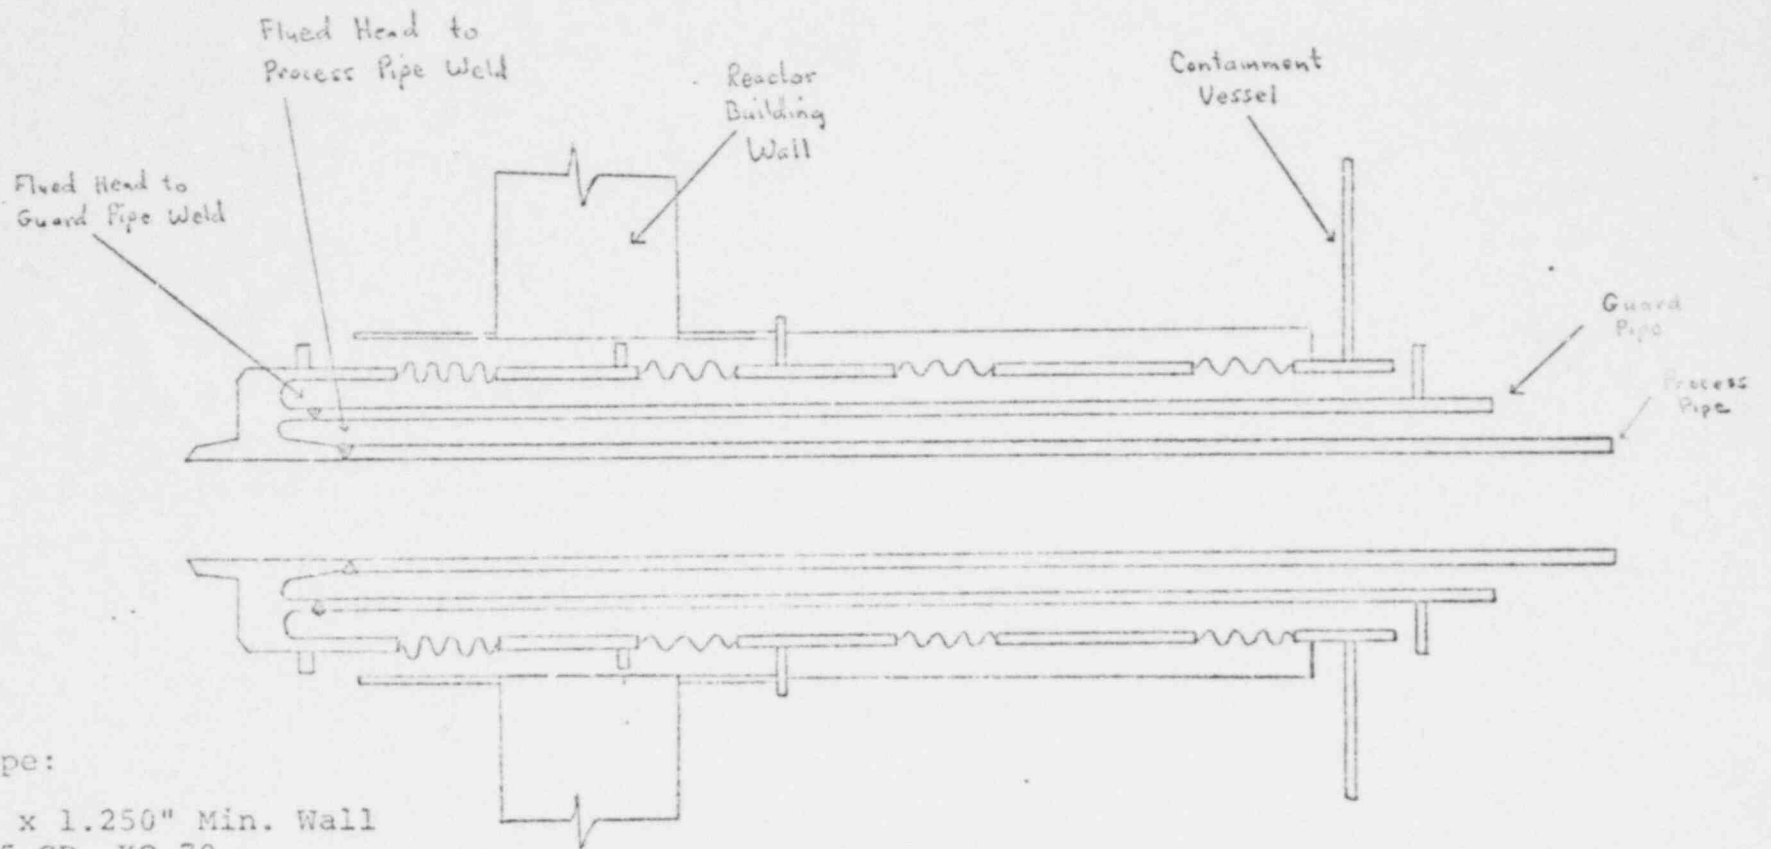 Flued Head to
Process Pipe Weld
Reactor
Building
Wall
Containment
Vessel
Flued Head to
Guard Pipe Weld
Guard
Pipe
Process
Pipe
pe:
x 1.250" Min. Wall